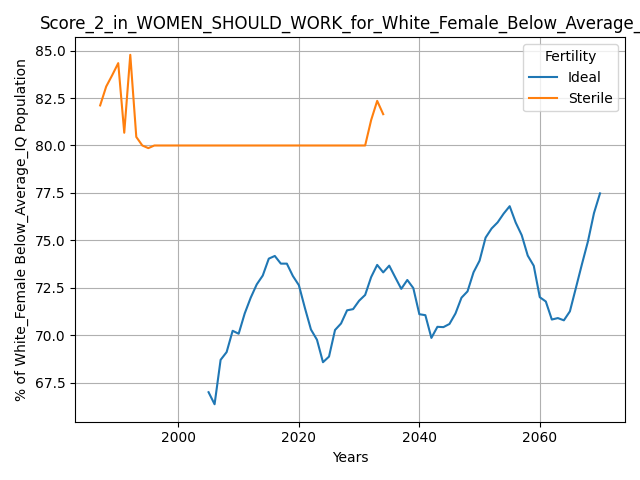 Score_2_in_WOMEN_SHOULD_WORK_for_White_Female_Below_Average_
85.0
82.5
80.0
77.5
75.0
72.5
70.0
67.5
% of White_Female Below_Average_IQ Population
Fertility
Ideal
Sterile
2000 2020 2040 2060
Years